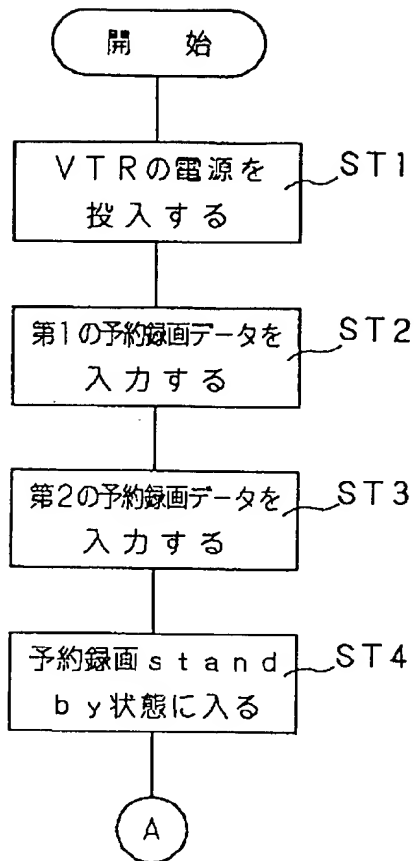 開始
VTRの電源を
投入する
ST1
第1の予約録画データを
入力する
ST2
第2の予約録画データを
入力する
ST3
予約録画stand
by状態に入る
ST4
A